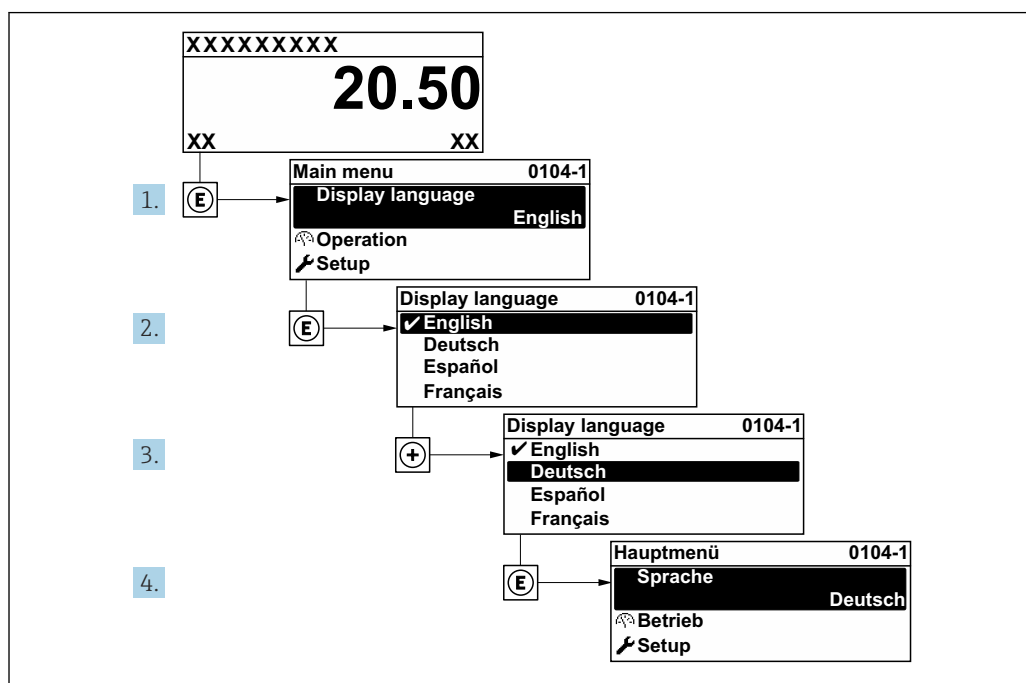 XXXXXXXXX
20.50
XX XX
1.
E
Main menu 0104-1
Display language
English
Operation
Setup
2.
E
Display language 0104-1
✔ English
Deutsch
Español
Français
3.
+
Display language 0104-1
✔ English
Deutsch
Español
Français
4.
E
Hauptmenü 0104-1
Sprache
Deutsch
Betrieb
Setup